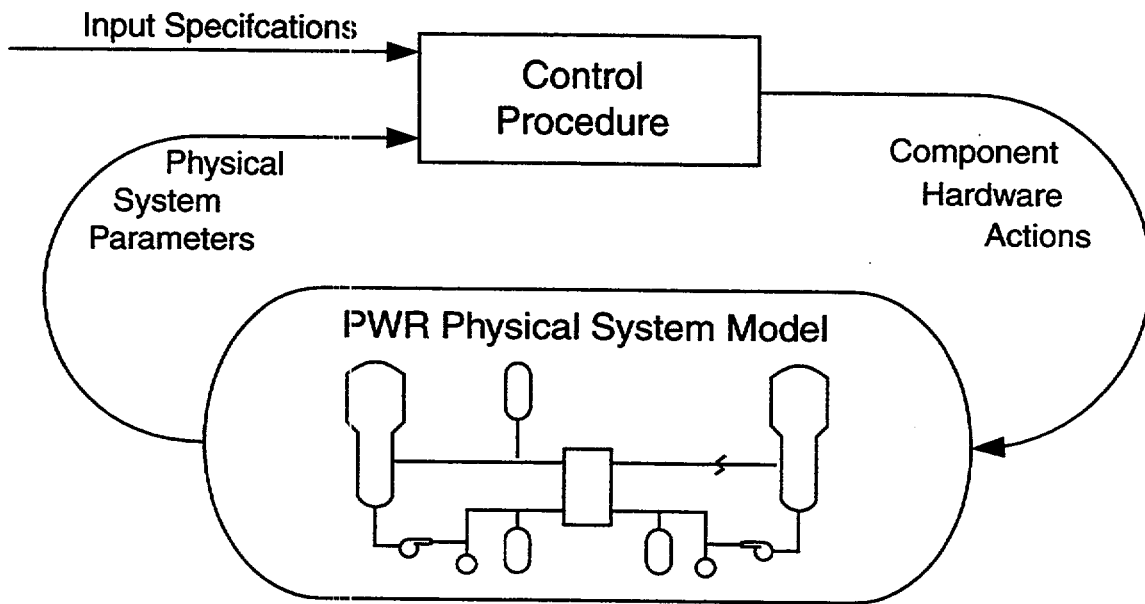 Input Specifcations
Control
Procedure
Physical
System
Parameters
Component
Hardware
Actions
PWR Physical System Model